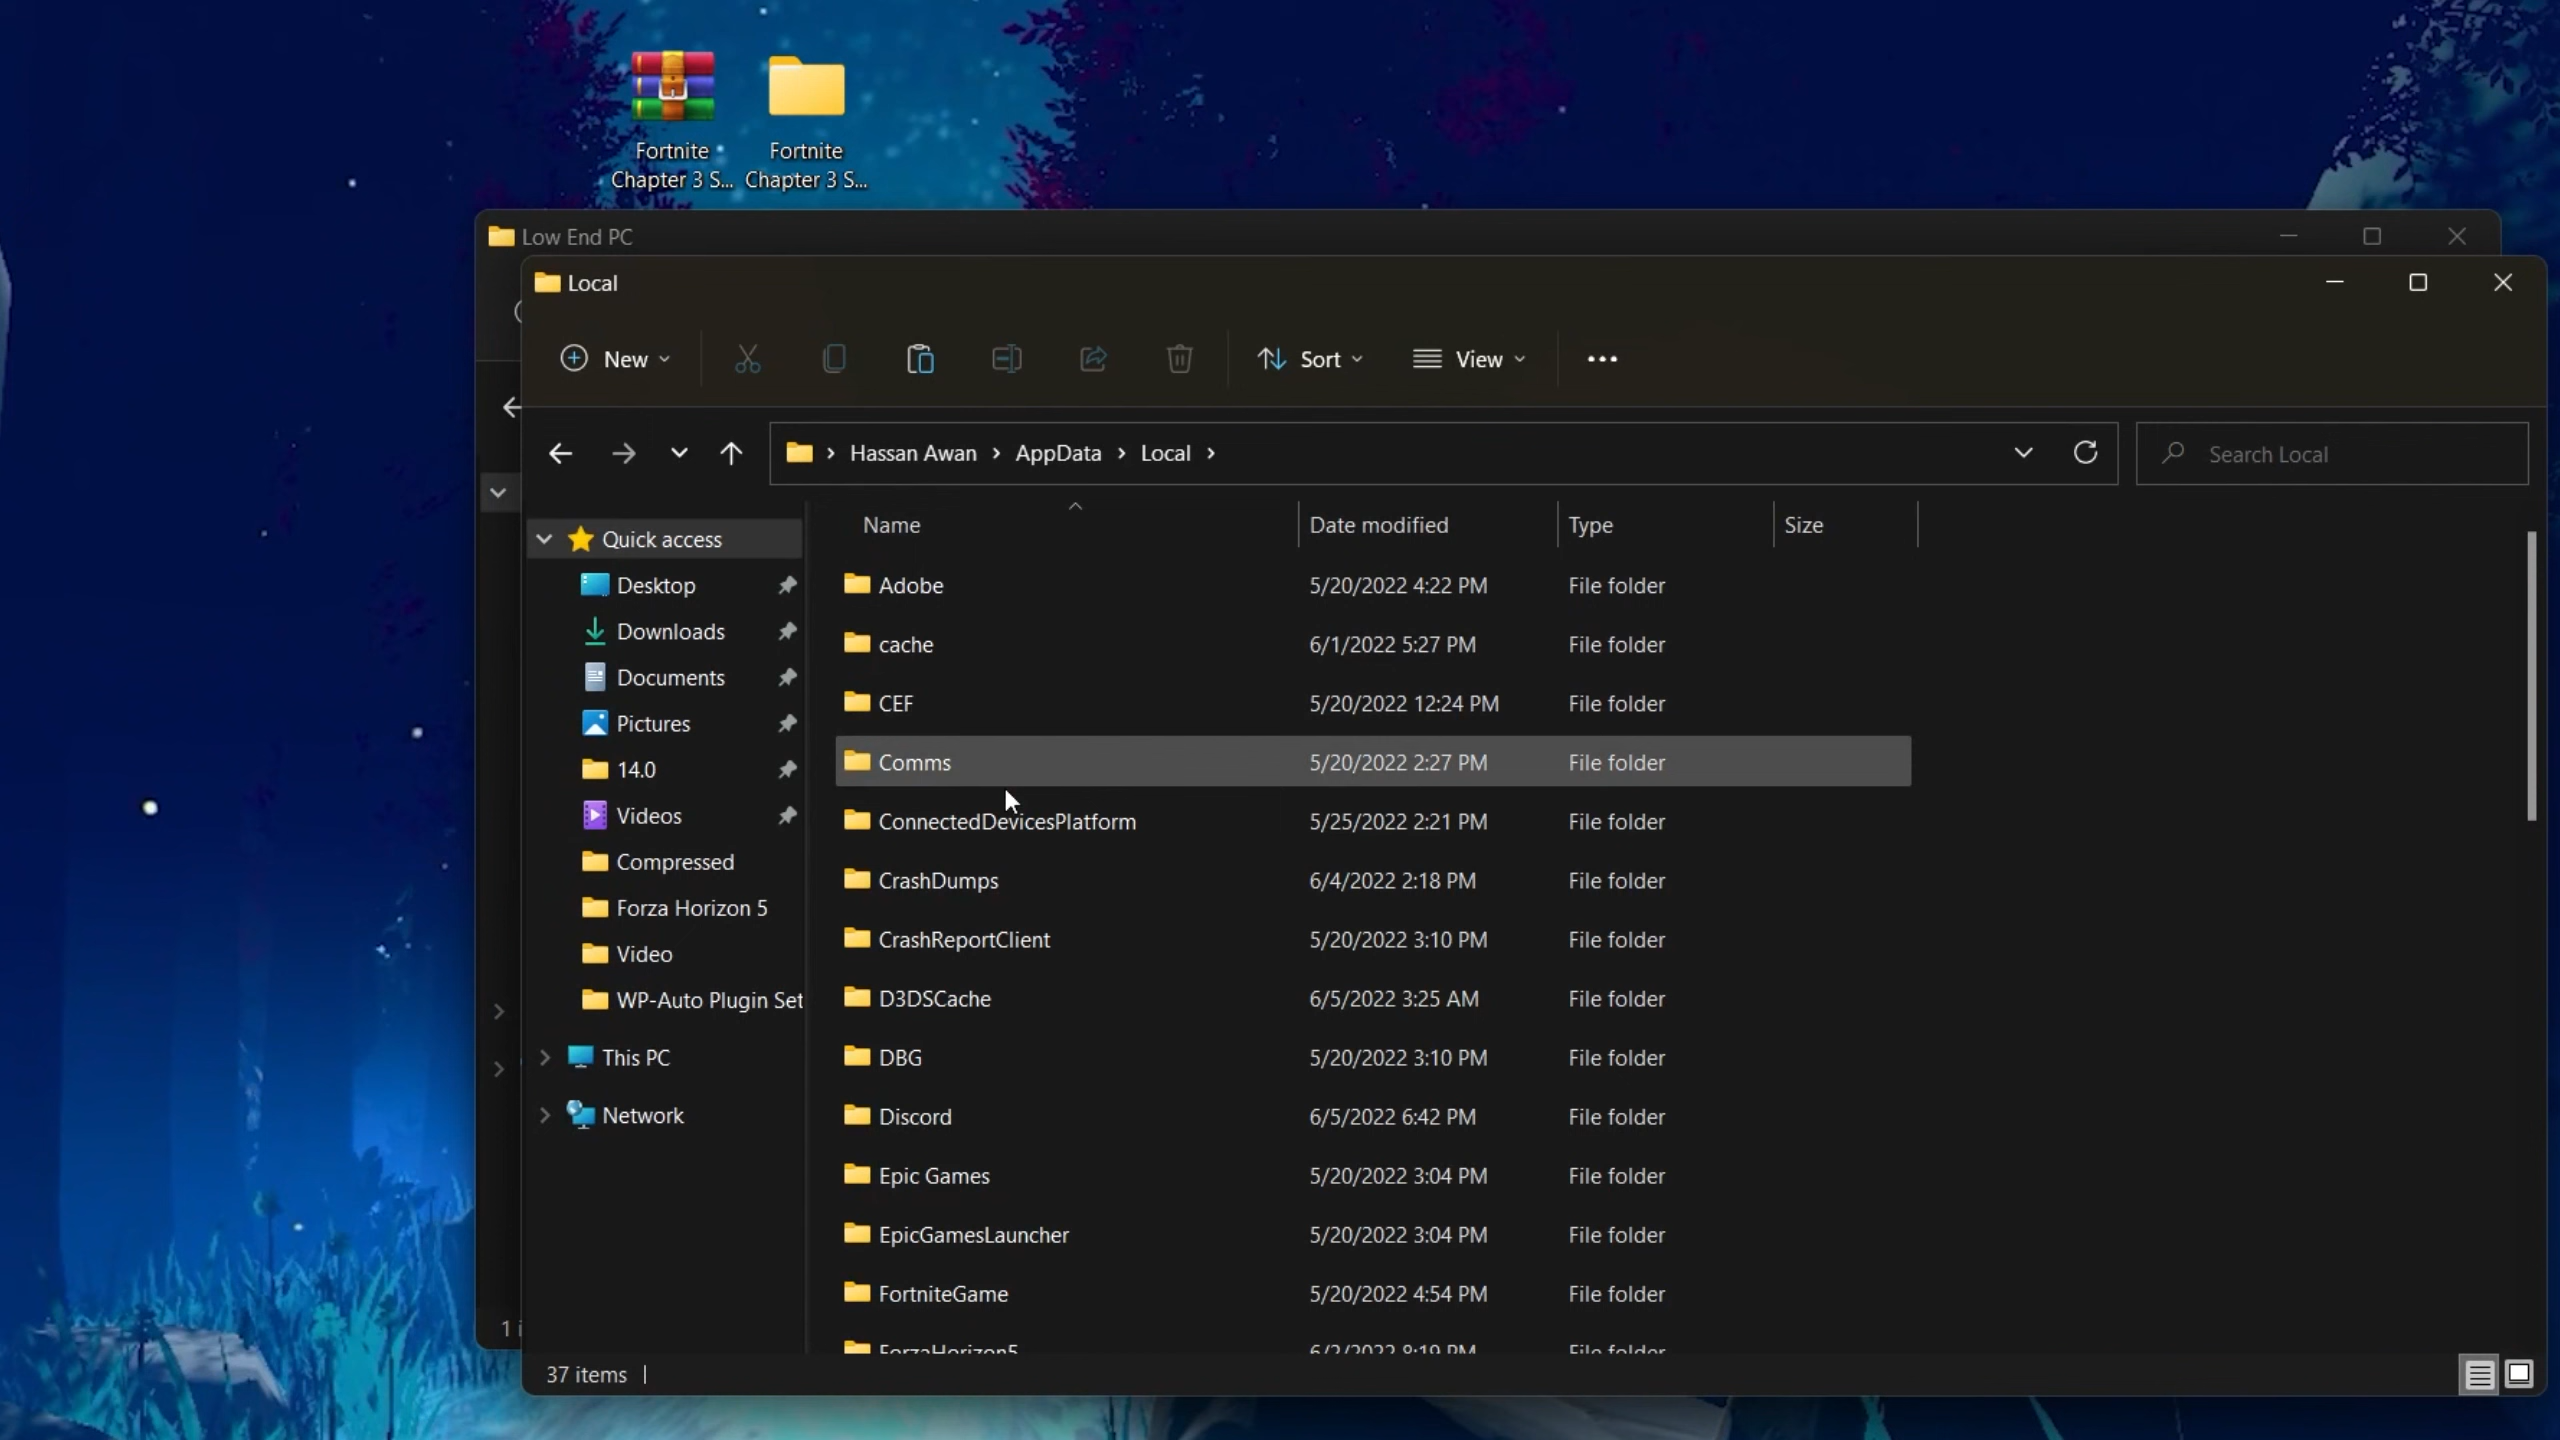 Fortnite
Chapter 3 S...
Fortnite
Chapter 3 S...
Low End PC
Local
New
Sort
View
Hassan Awan > AppData > Local >
Search Local
Name
Date modified
Type
Size
Quick access
Desktop
Downloads
Documents
Pictures
14.0
Videos
Compressed
Forza Horizon 5
Video
WP-Auto Plugin Set
This PC
Network
Adobe 5/20/2022 4:22 PM File folder
cache 6/1/2022 5:27 PM File folder
CEF 5/20/2022 12:24 PM File folder
Comms 5/20/2022 2:27 PM File folder
ConnectedDevicesPlatform 5/25/2022 2:21 PM File folder
CrashDumps 6/4/2022 2:18 PM File folder
CrashReportClient 5/20/2022 3:10 PM File folder
D3DSCache 6/5/2022 3:25 AM File folder
DBG 5/20/2022 3:10 PM File folder
Discord 6/5/2022 6:42 PM File folder
Epic Games 5/20/2022 3:04 PM File folder
EpicGamesLauncher 5/20/2022 3:04 PM File folder
FortniteGame 5/20/2022 4:54 PM File folder
ForzaHorizon5 6/2/2022 8:19 PM File folder
1 i
37 items